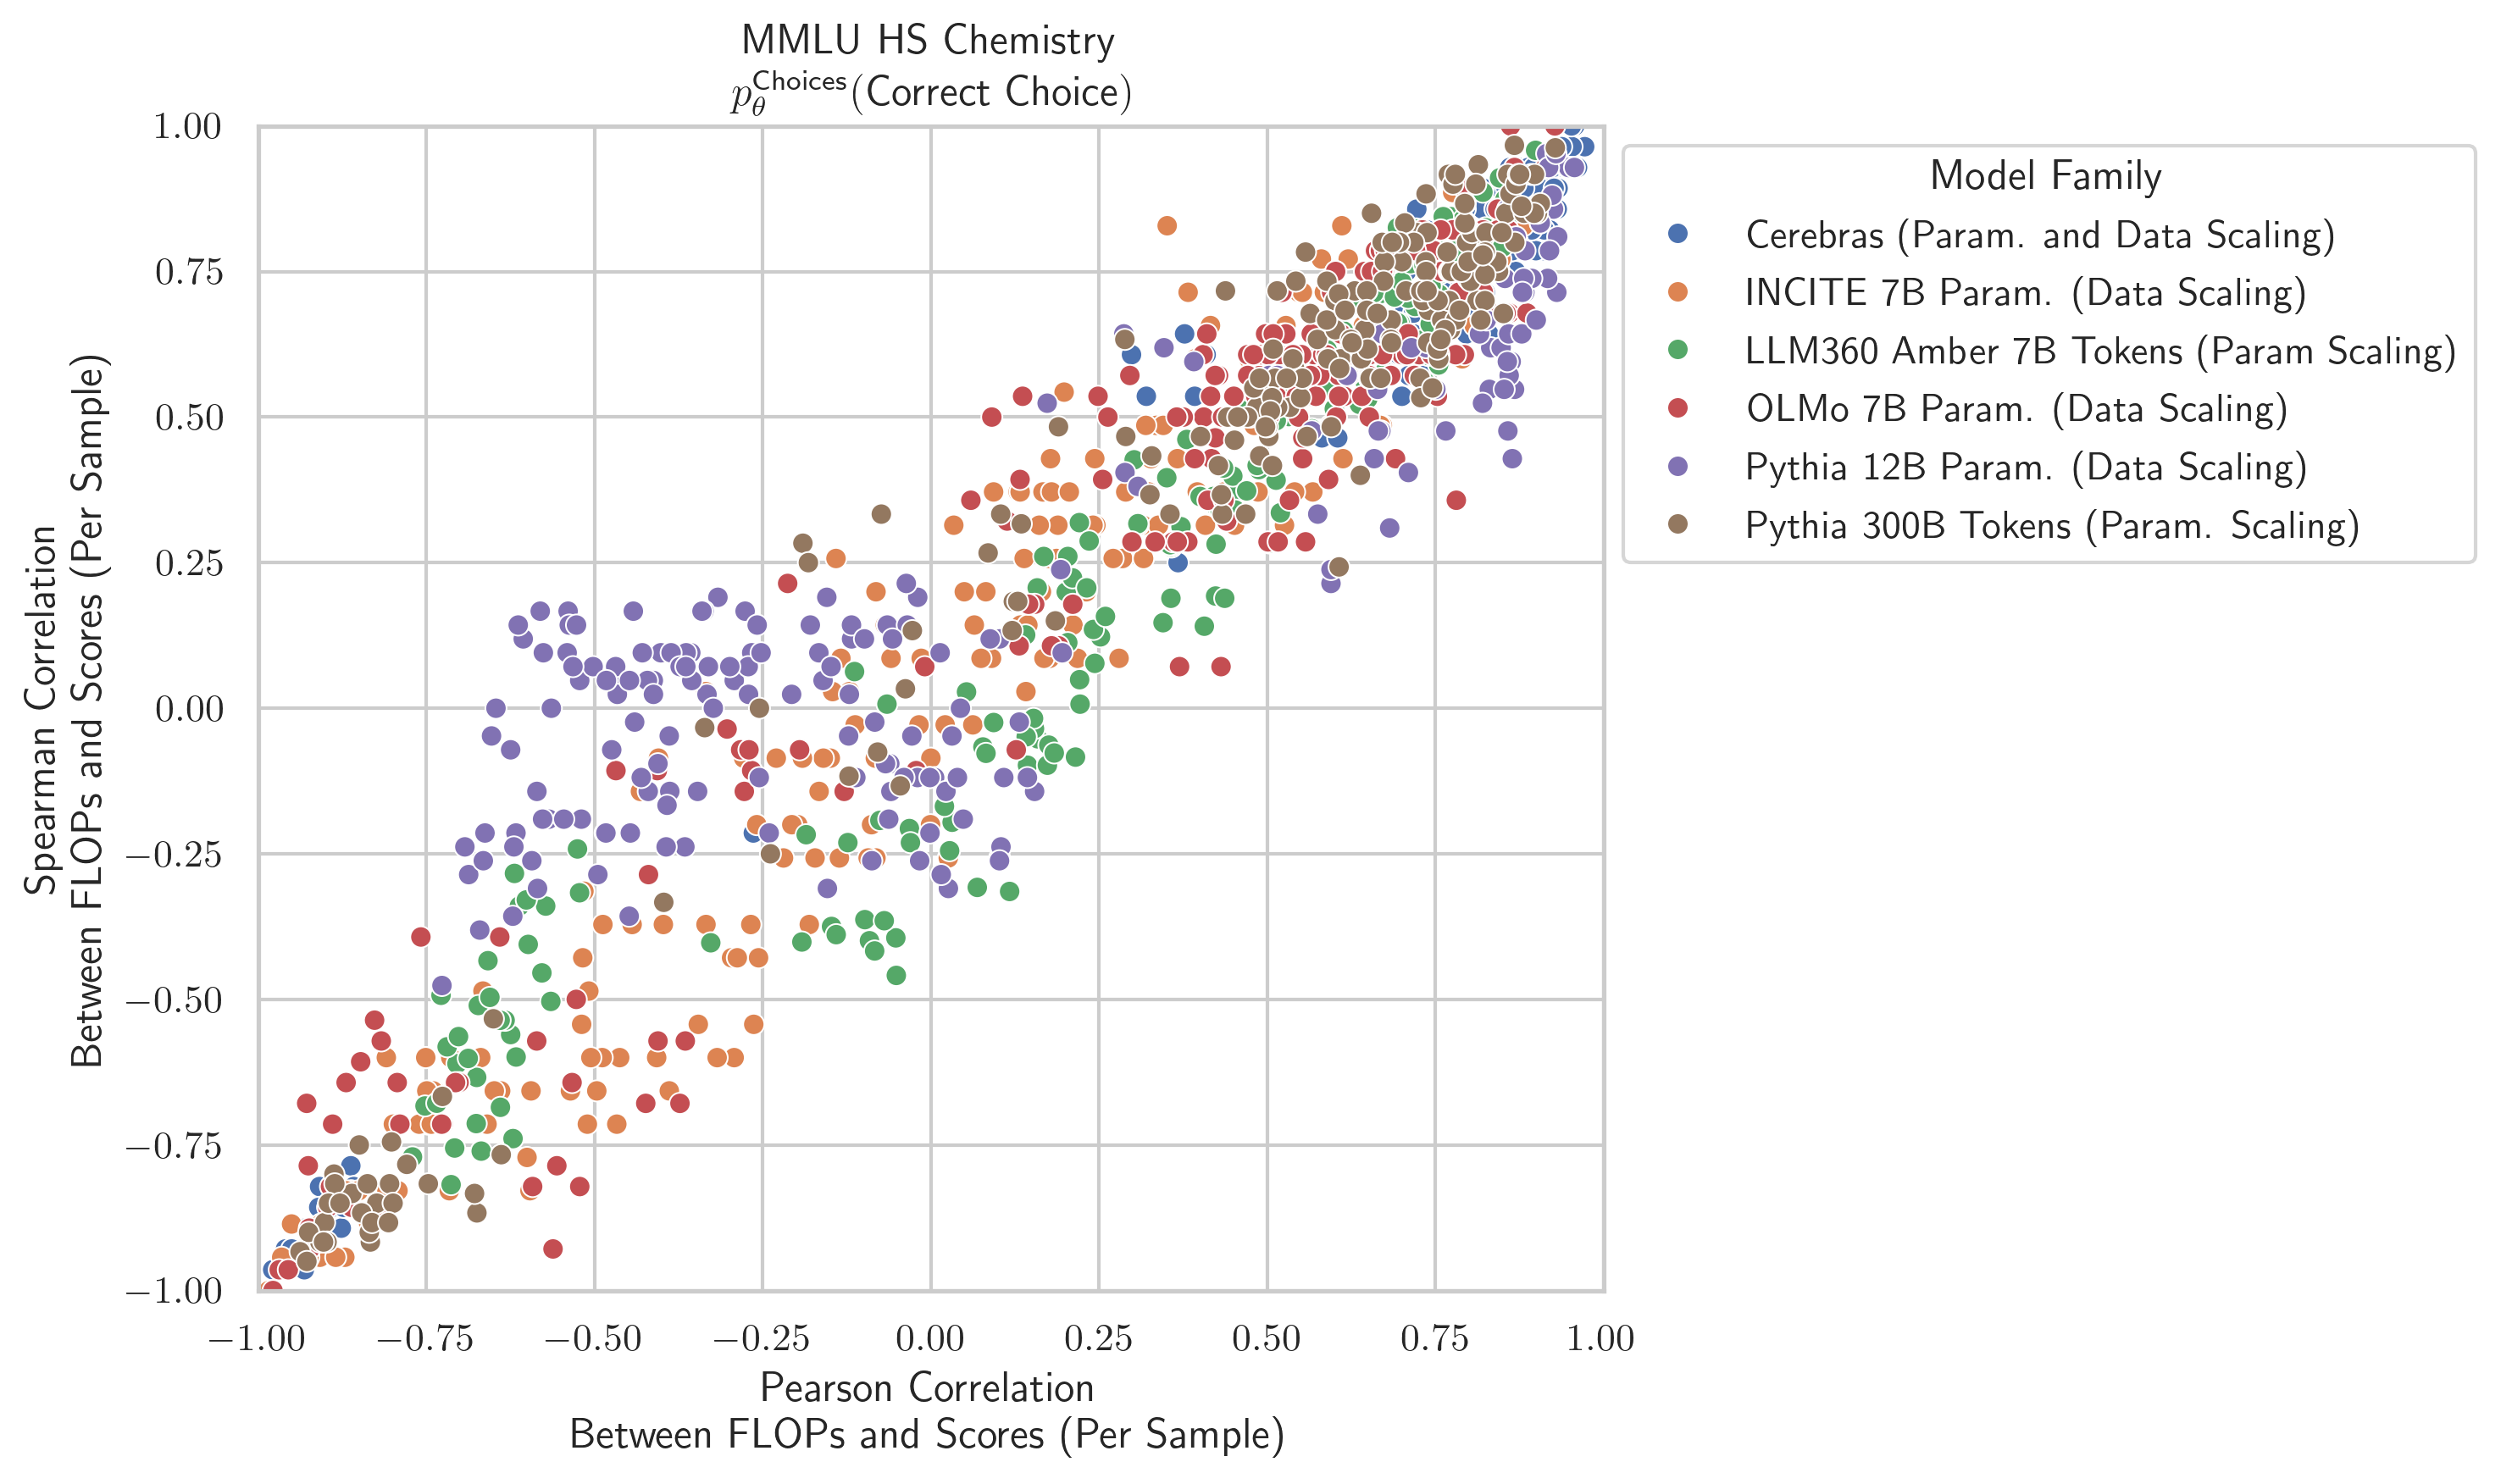 MMLU HS Chemistry
p_θ^Choices(Correct Choice)
1.00
0.75
0.50
0.25
0.00
−0.25
−0.50
−0.75
−1.00
−1.00 −0.75 −0.50 −0.25 0.00 0.25 0.50 0.75 1.00
Spearman Correlation
Between FLOPs and Scores (Per Sample)
Pearson Correlation
Between FLOPs and Scores (Per Sample)
Model Family
Cerebras (Param. and Data Scaling)
INCITE 7B Param. (Data Scaling)
LLM360 Amber 7B Tokens (Param Scaling)
OLMo 7B Param. (Data Scaling)
Pythia 12B Param. (Data Scaling)
Pythia 300B Tokens (Param. Scaling)